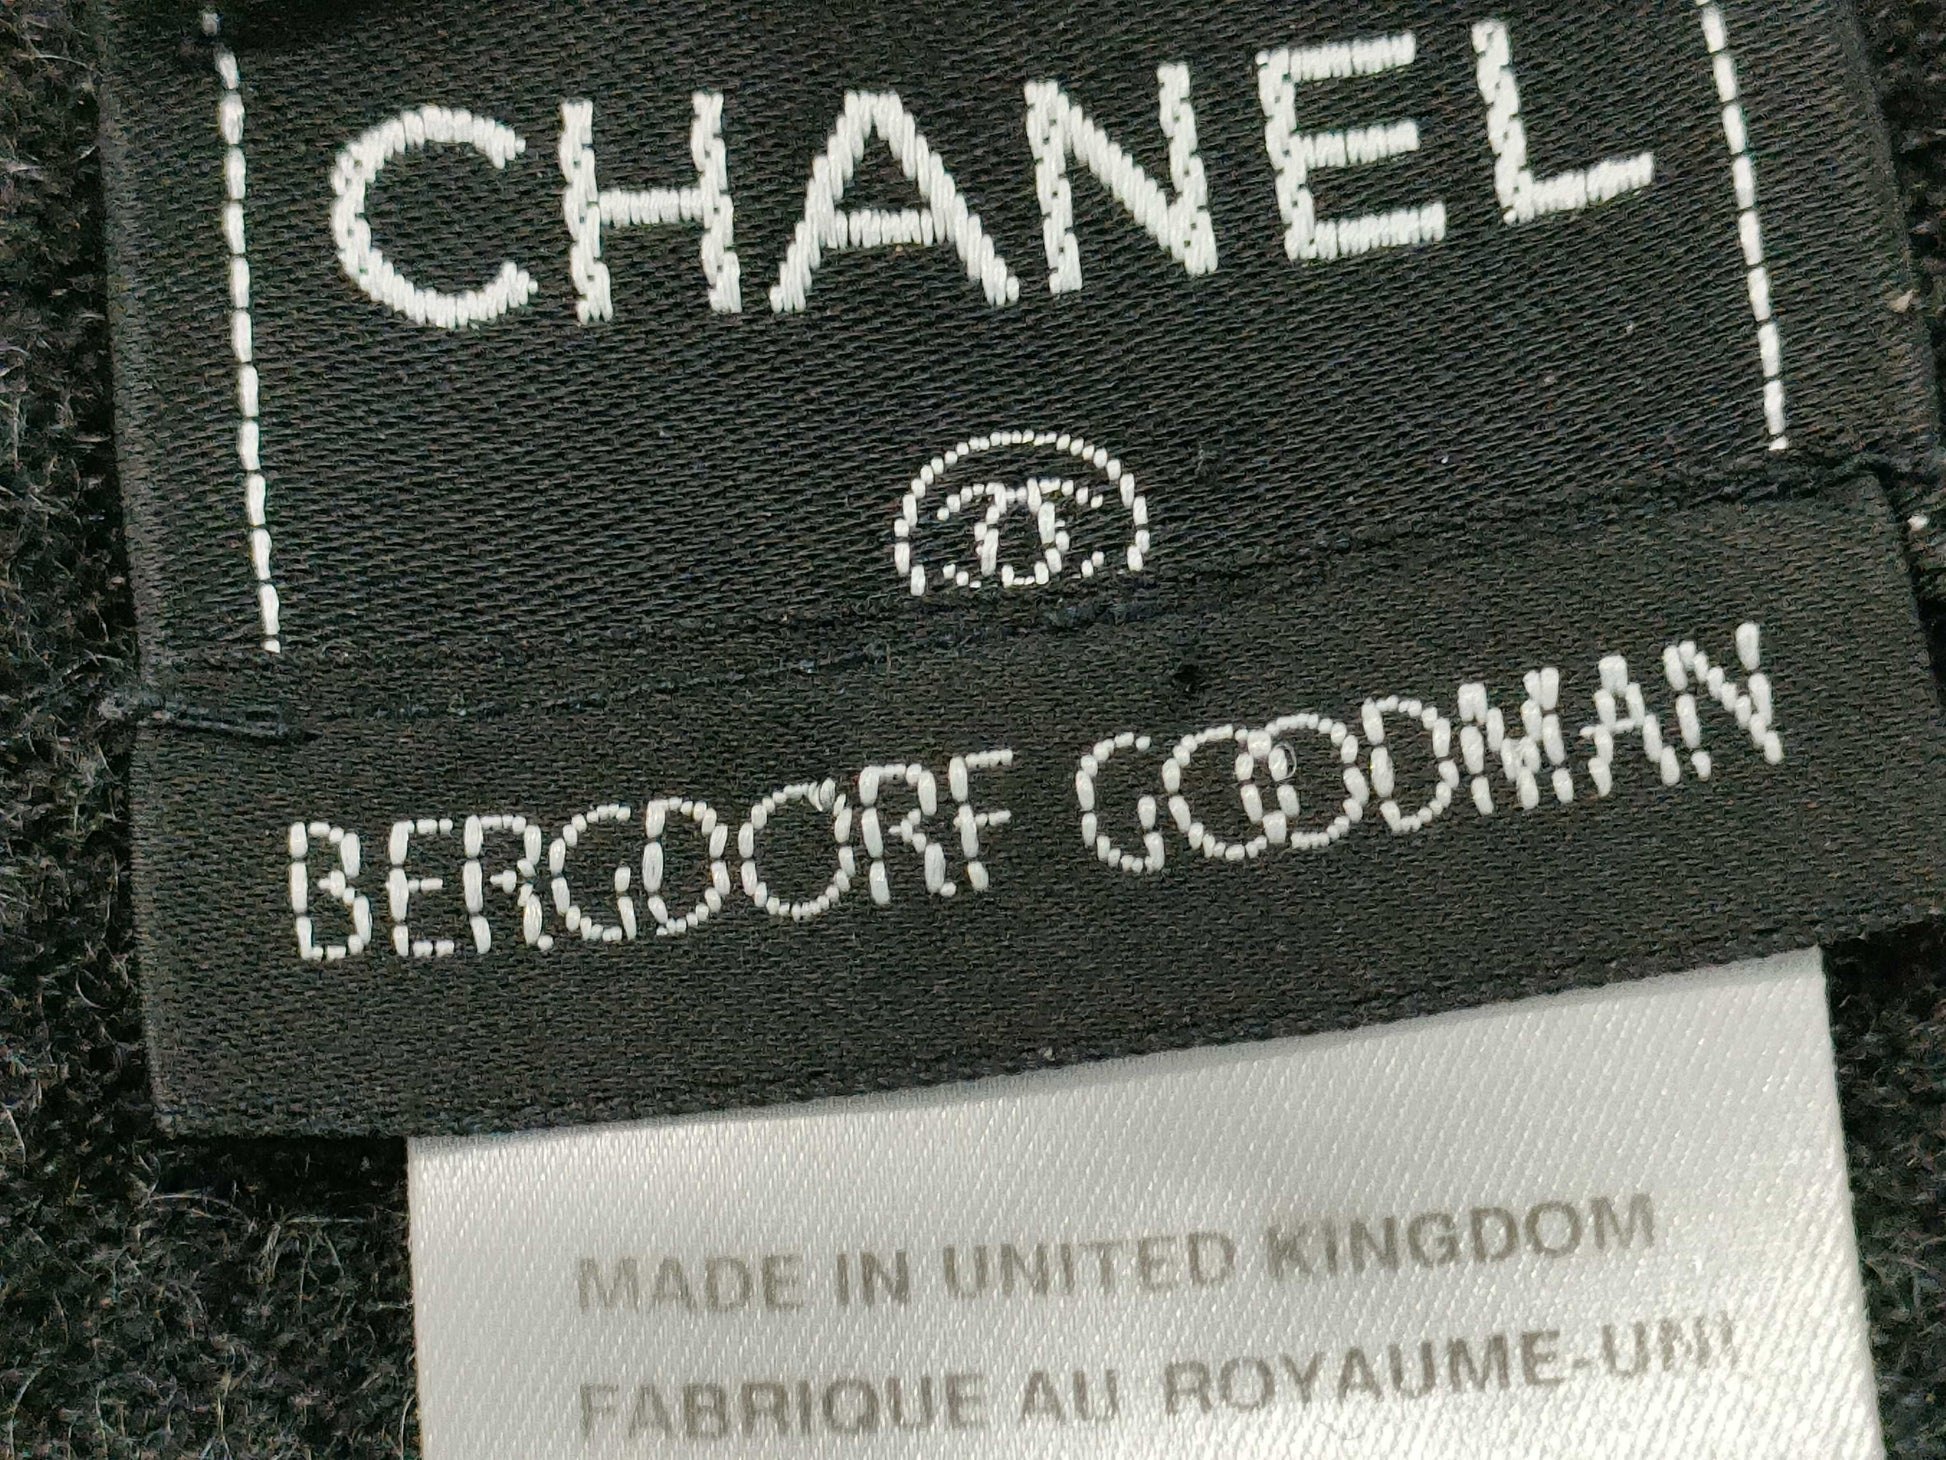 CHANEL
BERGDORF GOODMAN
MADE IN UNITED KINGDOM
FABRIQUE AU ROYAUME-UNI